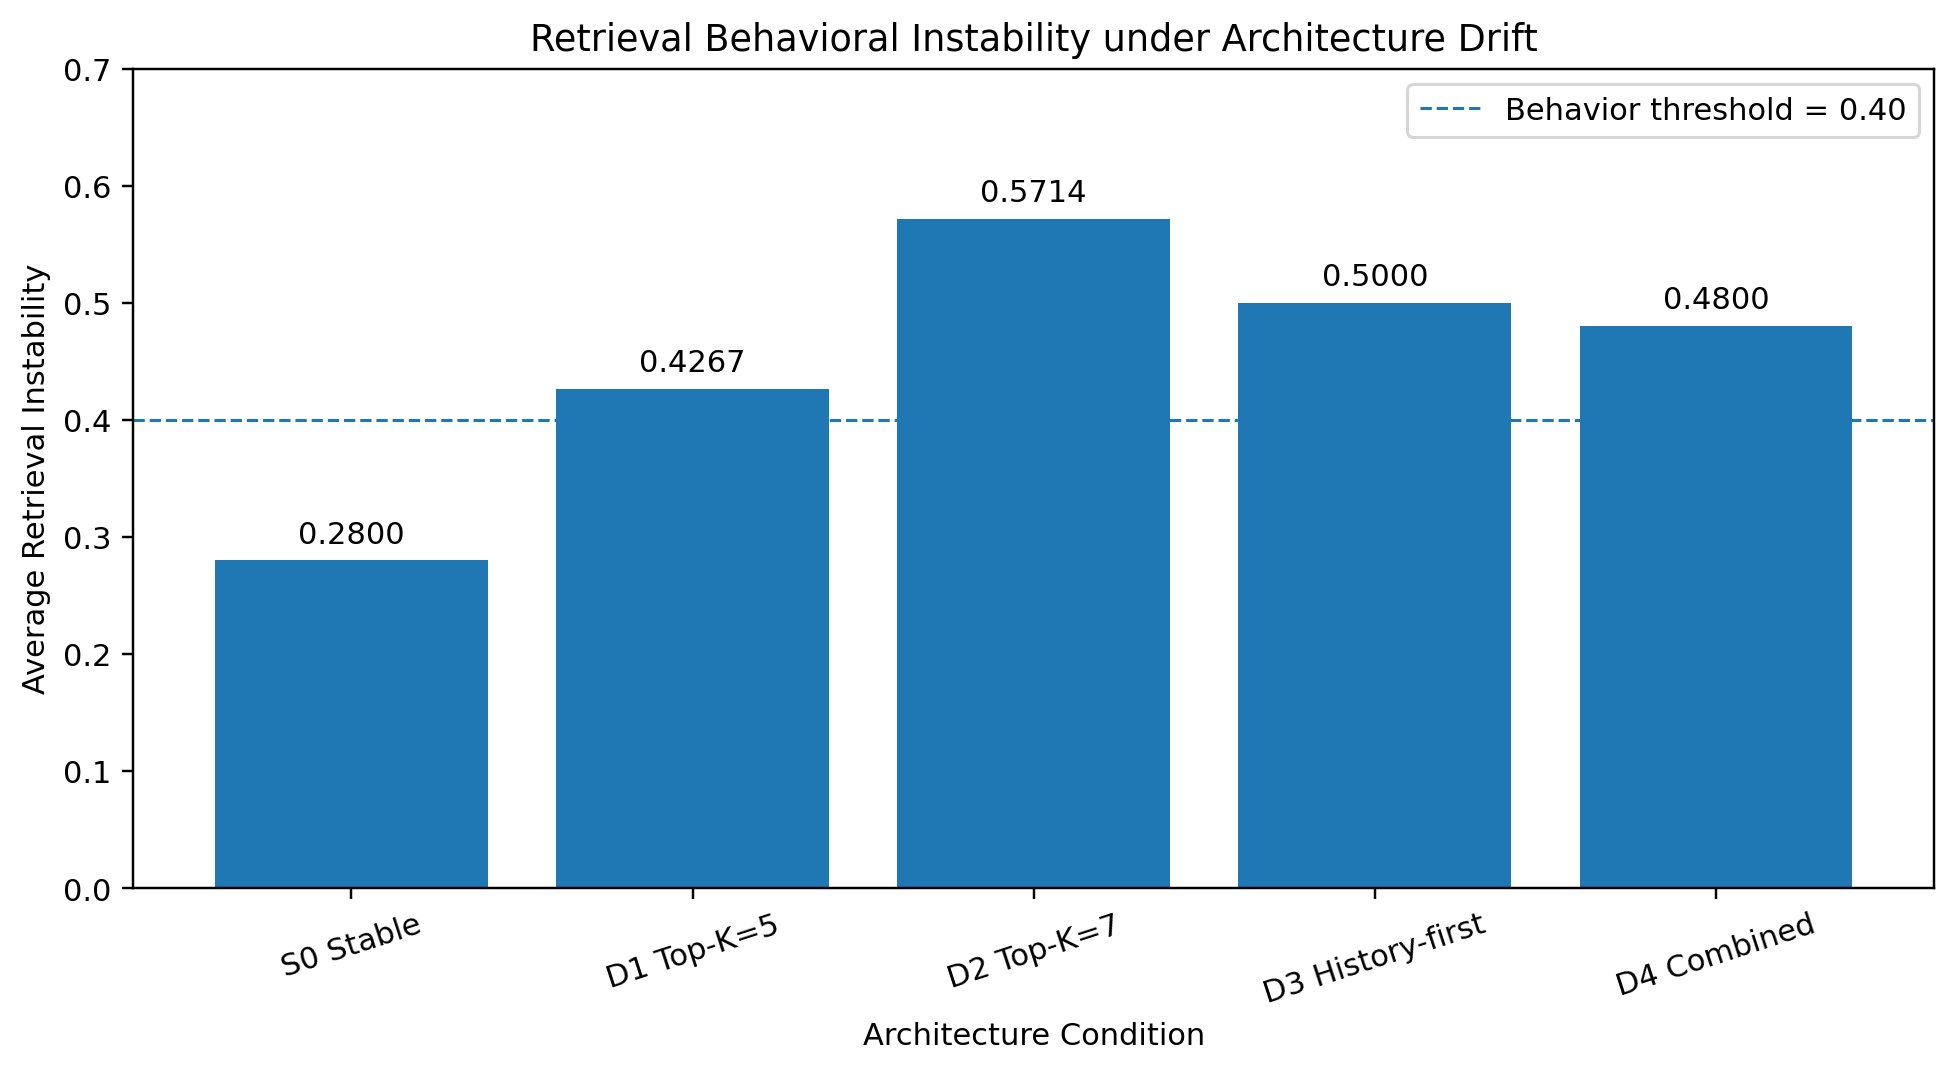 Retrieval Behavioral Instability under Architecture Drift
Behavior threshold = 0.40
Average Retrieval Instability
0.7
0.6
0.5
0.4
0.3
0.2
0.1
0.0
0.2800
0.4267
0.5714
0.5000
0.4800
S0 Stable
D1 Top-K=5
D2 Top-K=7
D3 History-first
D4 Combined
Architecture Condition